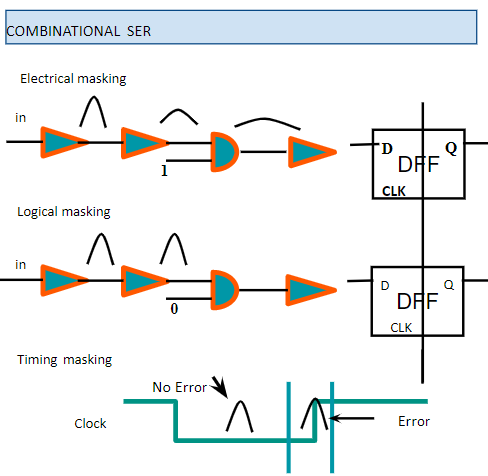 COMBINATIONAL SER
Electrical masking
in
1
D Q
DFF
CLK
Logical masking
in
0
D Q
DFF
CLK
Timing masking
No Error
Clock
Error